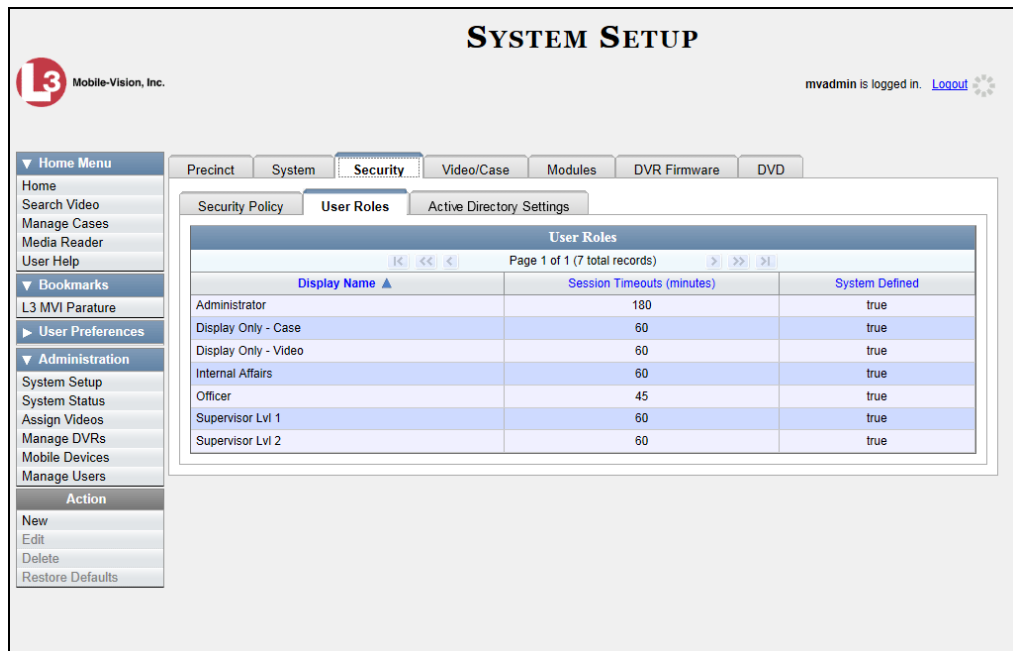 SYSTEM SETUP
L3 Mobile-Vision, Inc.
mvadmin is logged in. Logout
Home Menu
Home
Search Video
Manage Cases
Media Reader
User Help
Bookmarks
L3 MVI Parature
User Preferences
Administration
System Setup
System Status
Assign Videos
Manage DVRs
Mobile Devices
Manage Users
Action
New
Edit
Delete
Restore Defaults
Precinct System Security Video/Case Modules DVR Firmware DVD
Security Policy User Roles Active Directory Settings
User Roles
Page 1 of 1 (7 total records)
Display Name Session Timeouts (minutes) System Defined
Administrator 180 true
Display Only - Case 60 true
Display Only - Video 60 true
Internal Affairs 60 true
Officer 45 true
Supervisor Lvl 1 60 true
Supervisor Lvl 2 60 true